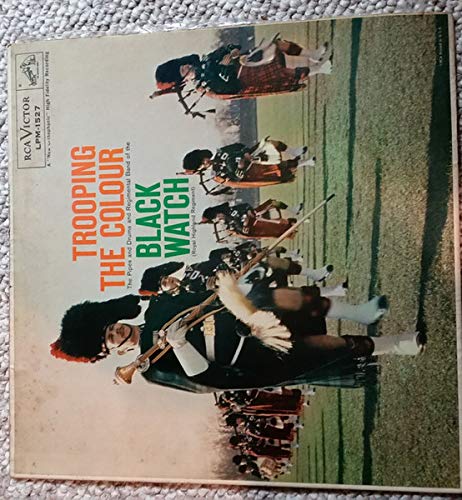 RCA VICTOR
LPM-1527
A "New Orthophonic" High Fidelity Recording
TROOPING
THE COLOUR
The Pipes and Drums and Regimental Band of the
BLACK
WATCH
(Royal Highland Regiment)